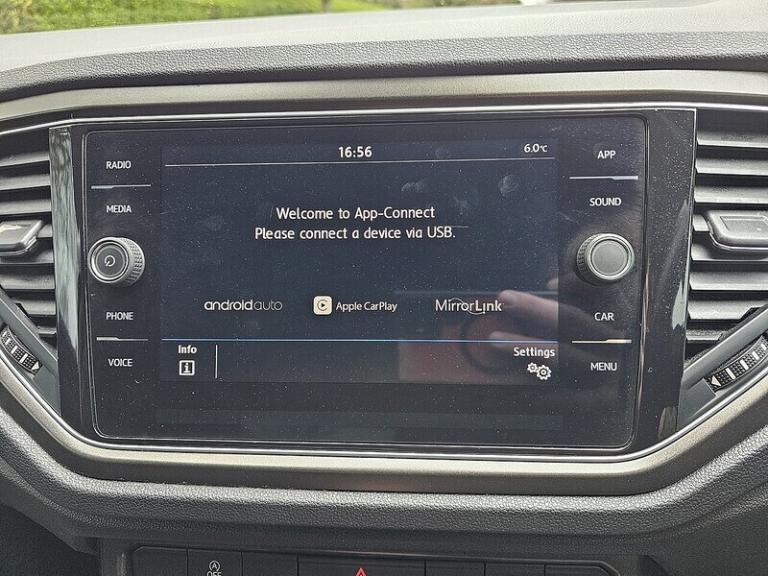 16:56
6.0°C
RADIO
MEDIA
PHONE
VOICE
Welcome to App-Connect
Please connect a device via USB.
androidauto
Apple CarPlay
MirrorLink
Info
Settings
APP
SOUND
CAR
MENU
A
OFF